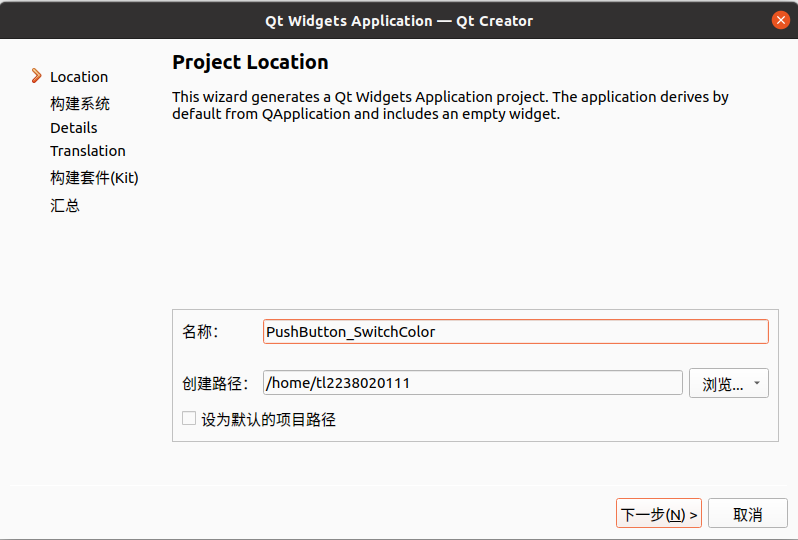 Qt Widgets Application — Qt Creator
Project Location
Location
构建系统
Details
Translation
构建套件(Kit)
汇总
This wizard generates a Qt Widgets Application project. The application derives by
default from QApplication and includes an empty widget.
名称：
PushButton_SwitchColor
创建路径：
/home/tl2238020111
浏览...
设为默认的项目路径
下一步(N) >
取消